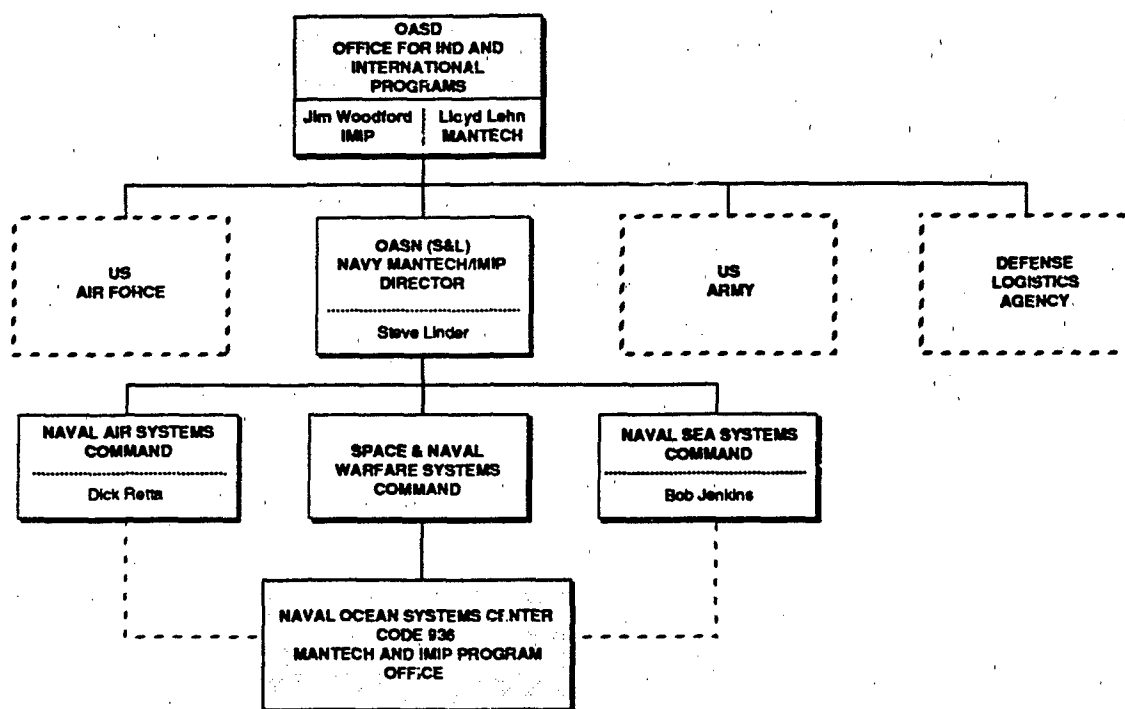 OASD
OFFICE FOR IND AND
INTERNATIONAL
PROGRAMS
Jim Woodford
IMIP
Lloyd Lehn
MANTECH
US
AIR FORCE
OASN (S&L)
NAVY MANTECH/IMIP
DIRECTOR
Steve Linder
US
ARMY
DEFENSE
LOGISTICS
AGENCY
NAVAL AIR SYSTEMS
COMMAND
Dick Retta
SPACE & NAVAL
WARFARE SYSTEMS
COMMAND
NAVAL SEA SYSTEMS
COMMAND
Bob Jenkins
NAVAL OCEAN SYSTEMS CENTER
CODE 936
MANTECH AND IMIP PROGRAM
OFFICE